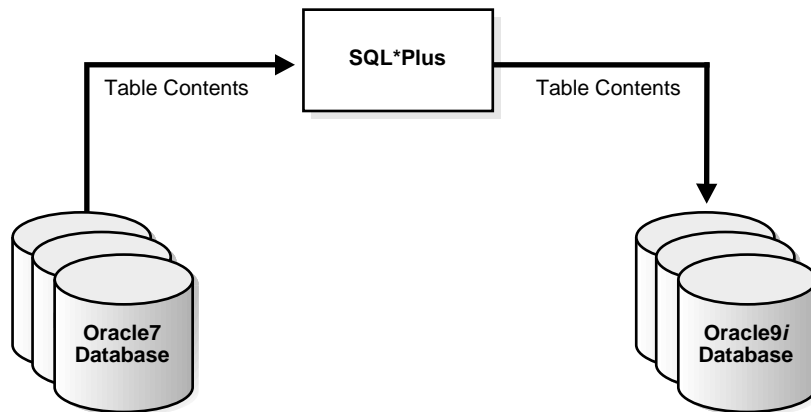 SQL*Plus
Table Contents
Table Contents
Oracle7
Database
Oracle9i
Database